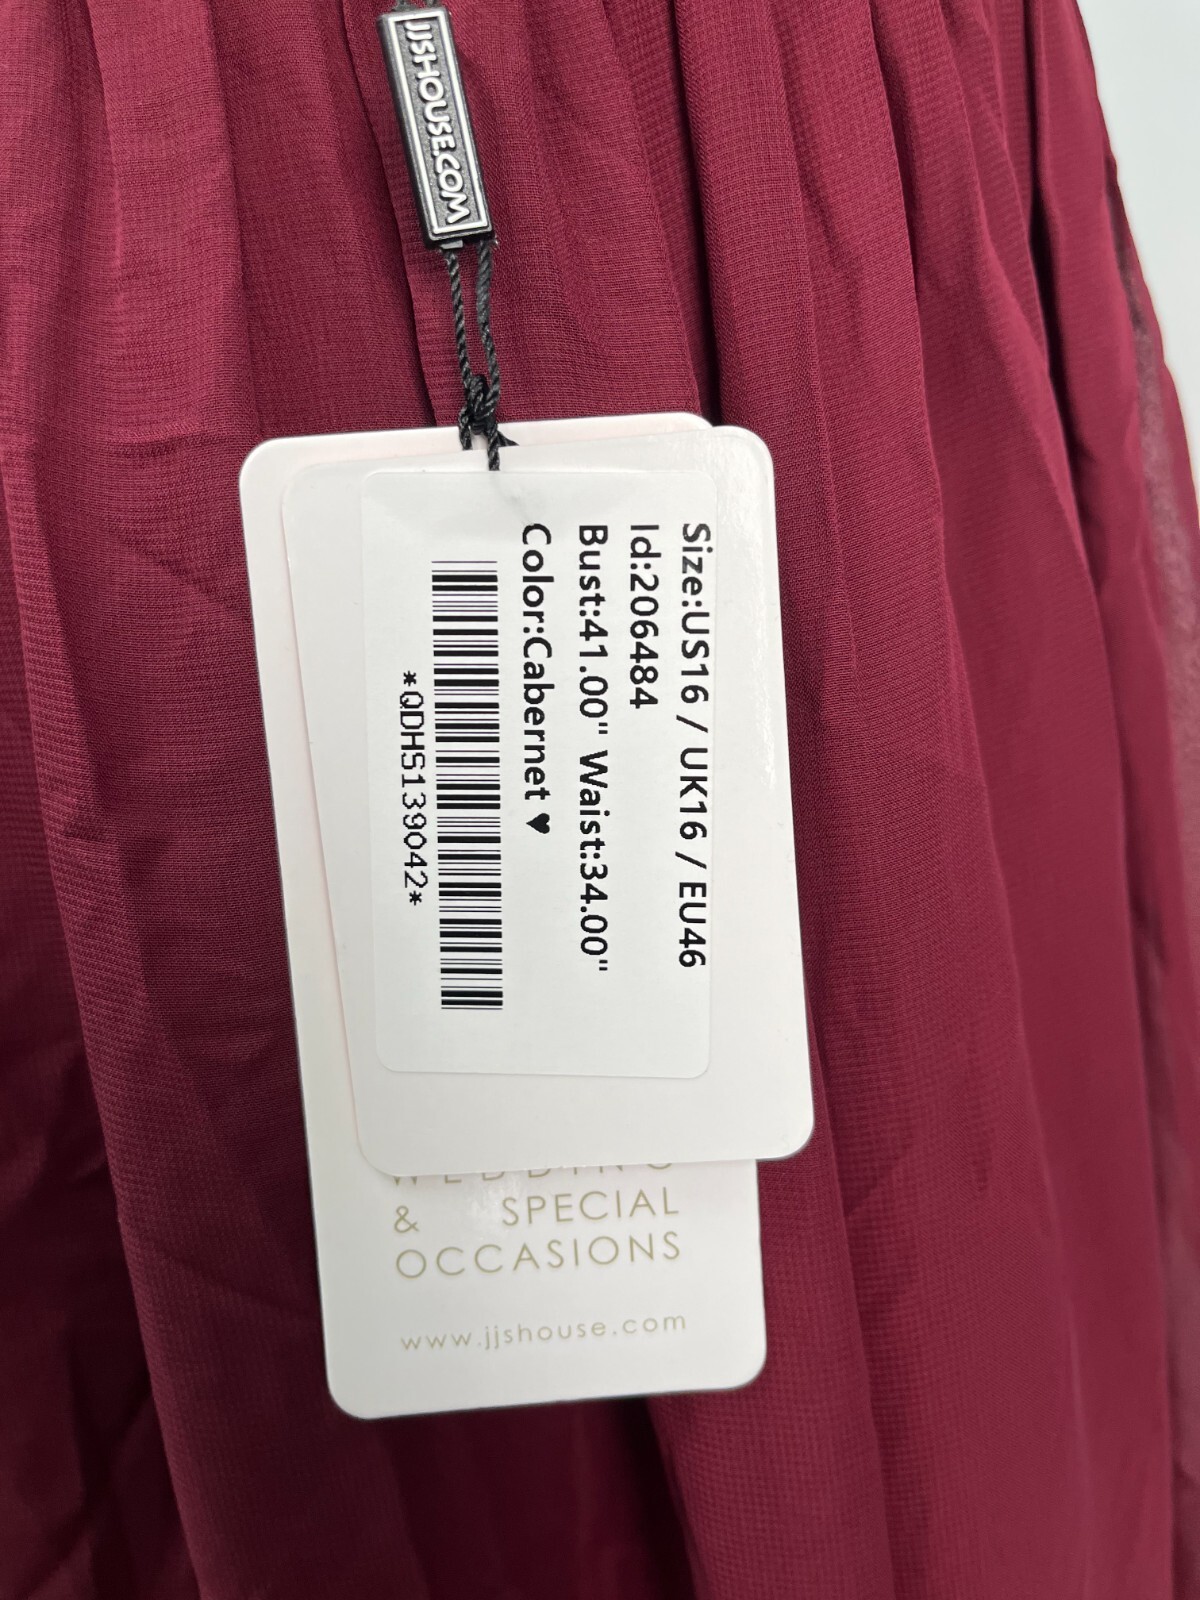 JJSHOUSE.COM
Size:US16 / UK16 / EU46
Id:206484
Bust:41.00" Waist:34.00"
Color:Cabernet ♥
*QDHS139042*
WEDDING
& SPECIAL
OCCASIONS
www.jjshouse.com